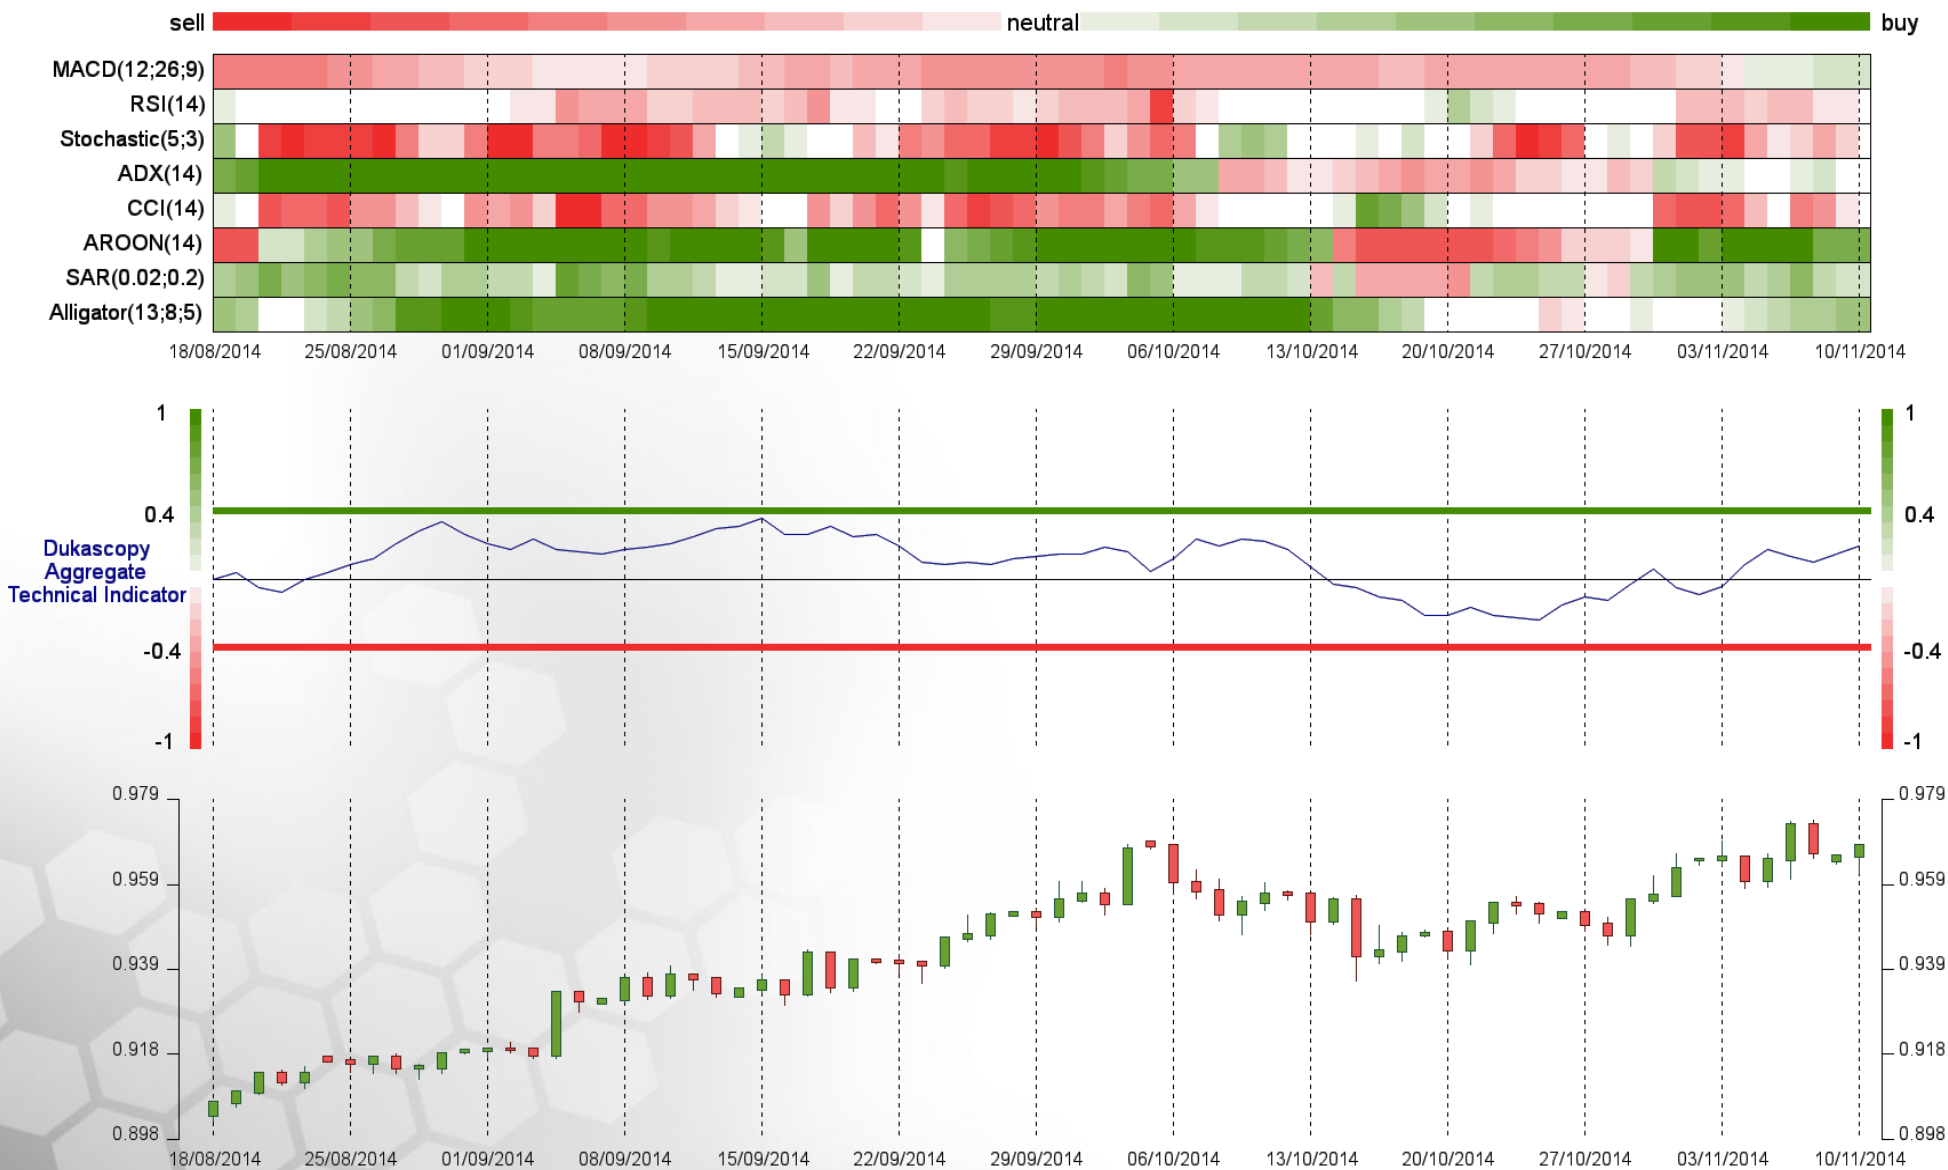 sell neutral buy
MACD(12;26;9)
RSI(14)
Stochastic(5;3)
ADX(14)
CCI(14)
AROON(14)
SAR(0.02;0.2)
Alligator(13;8;5)
18/08/2014 25/08/2014 01/09/2014 08/09/2014 15/09/2014 22/09/2014 29/09/2014 06/10/2014 13/10/2014 20/10/2014 27/10/2014 03/11/2014 10/11/2014
1 1
0.4 0.4
Dukascopy
Aggregate
Technical Indicator
-0.4 -0.4
-1 -1
0.979 0.979
0.959 0.959
0.939 0.939
0.918 0.918
0.898 0.898
18/08/2014 25/08/2014 01/09/2014 08/09/2014 15/09/2014 22/09/2014 29/09/2014 06/10/2014 13/10/2014 20/10/2014 27/10/2014 03/11/2014 10/11/2014